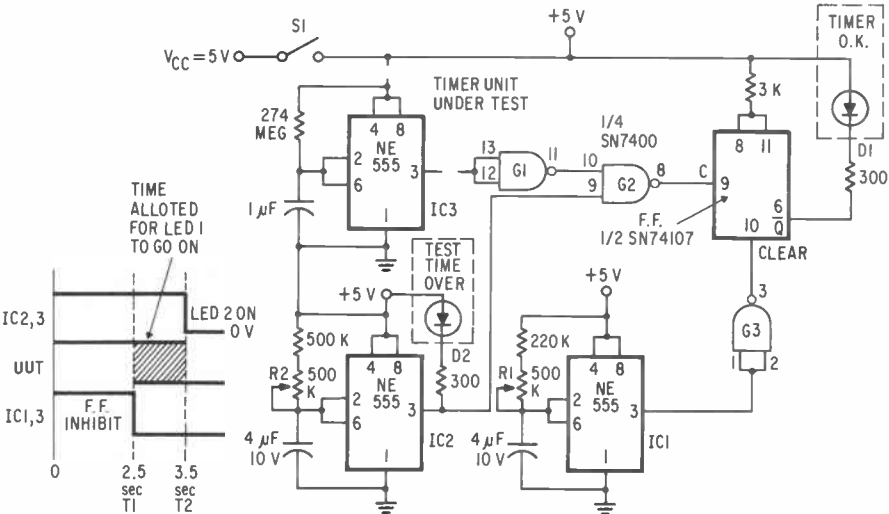 +5 V
S1
VCC = 5 V
TIMER
O.K.
TIMER UNIT
UNDER TEST
274
MEG
3 K
1/4
SN7400
4 8
NE
555
2
6
3
1
IC3
1 µF
13
12
G1
11
10
9
G2
8
C
8 11
9
6
Q̅
10
F.F.
1/2 SN74107
CLEAR
D1
300
TIME
ALLOTED
FOR LED 1
TO GO ON
TEST
TIME
OVER
+5 V
+5 V
3
G3
1
2
IC2,3
LED 2 ON
0 V
UUT
IC1,3
F.F.
INHIBIT
0
2.5
sec
T1
3.5
sec
T2
500 K
R2
500
K
4 8
NE
555
2
6
3
1
IC2
4 µF
10 V
D2
300
220 K
R1
500
K
4 8
NE
555
2
6
3
1
IC1
4 µF
10 V